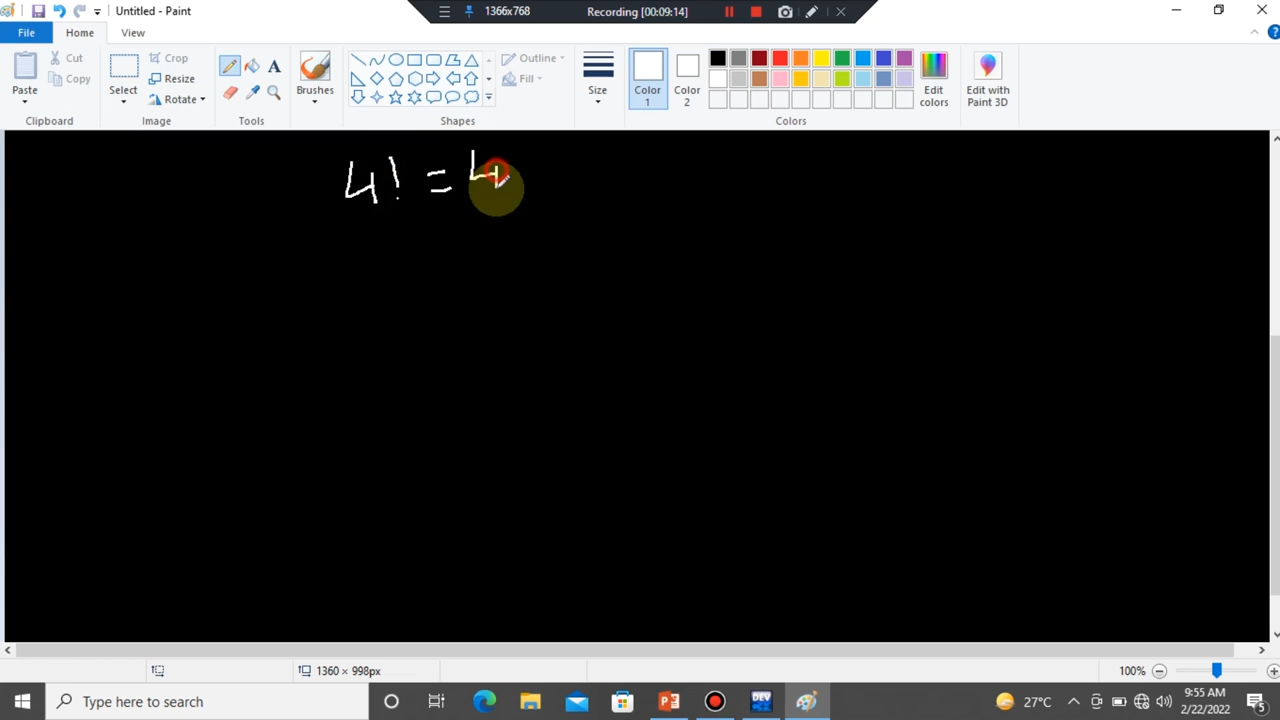 Untitled - Paint
1366x768
Recording [00:09:14]
File
Home
View
Paste
Cut
Copy
Clipboard
Select
Crop
Resize
Rotate
Image
A
Tools
Brushes
Outline
Fill
Shapes
Size
Color
1
Color
2
Edit
colors
Colors
Edit with
Paint 3D
4! = 4
1360 × 998px
100%
Type here to search
DEV
27°C
9:55 AM
2/22/2022
5